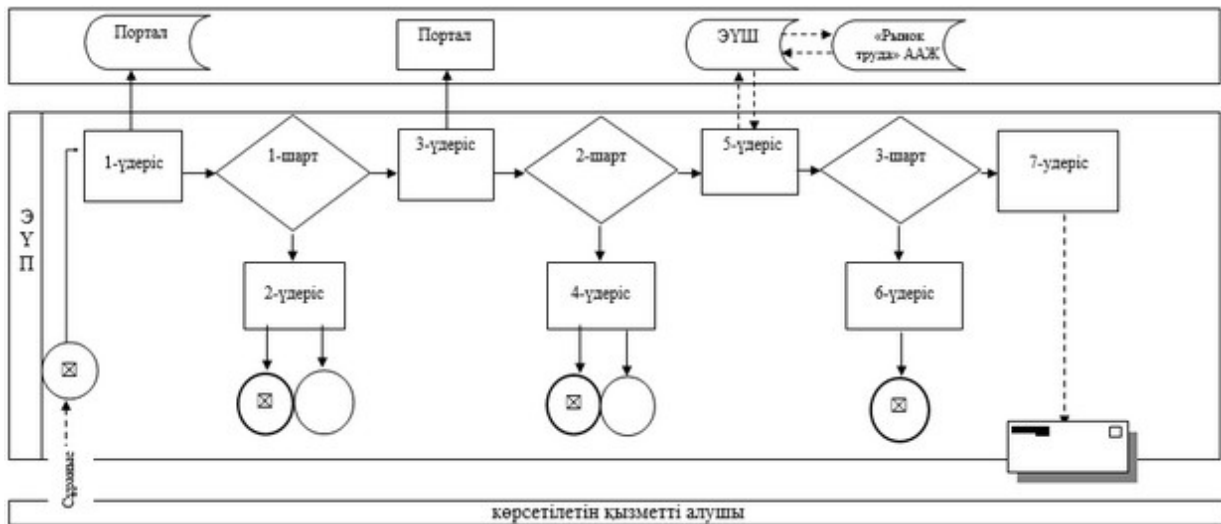 Портал
Портал
ЭҮШ
«Рынок
труда» ААЖ
1-үдеріс
1-шарт
3-үдеріс
2-шарт
5-үдеріс
3-шарт
7-удеріс
Э
Ү
П
2-үдеріс
4-үдеріс
6-үдеріс
Сұраныс
көрсетілетін қызметті алушы